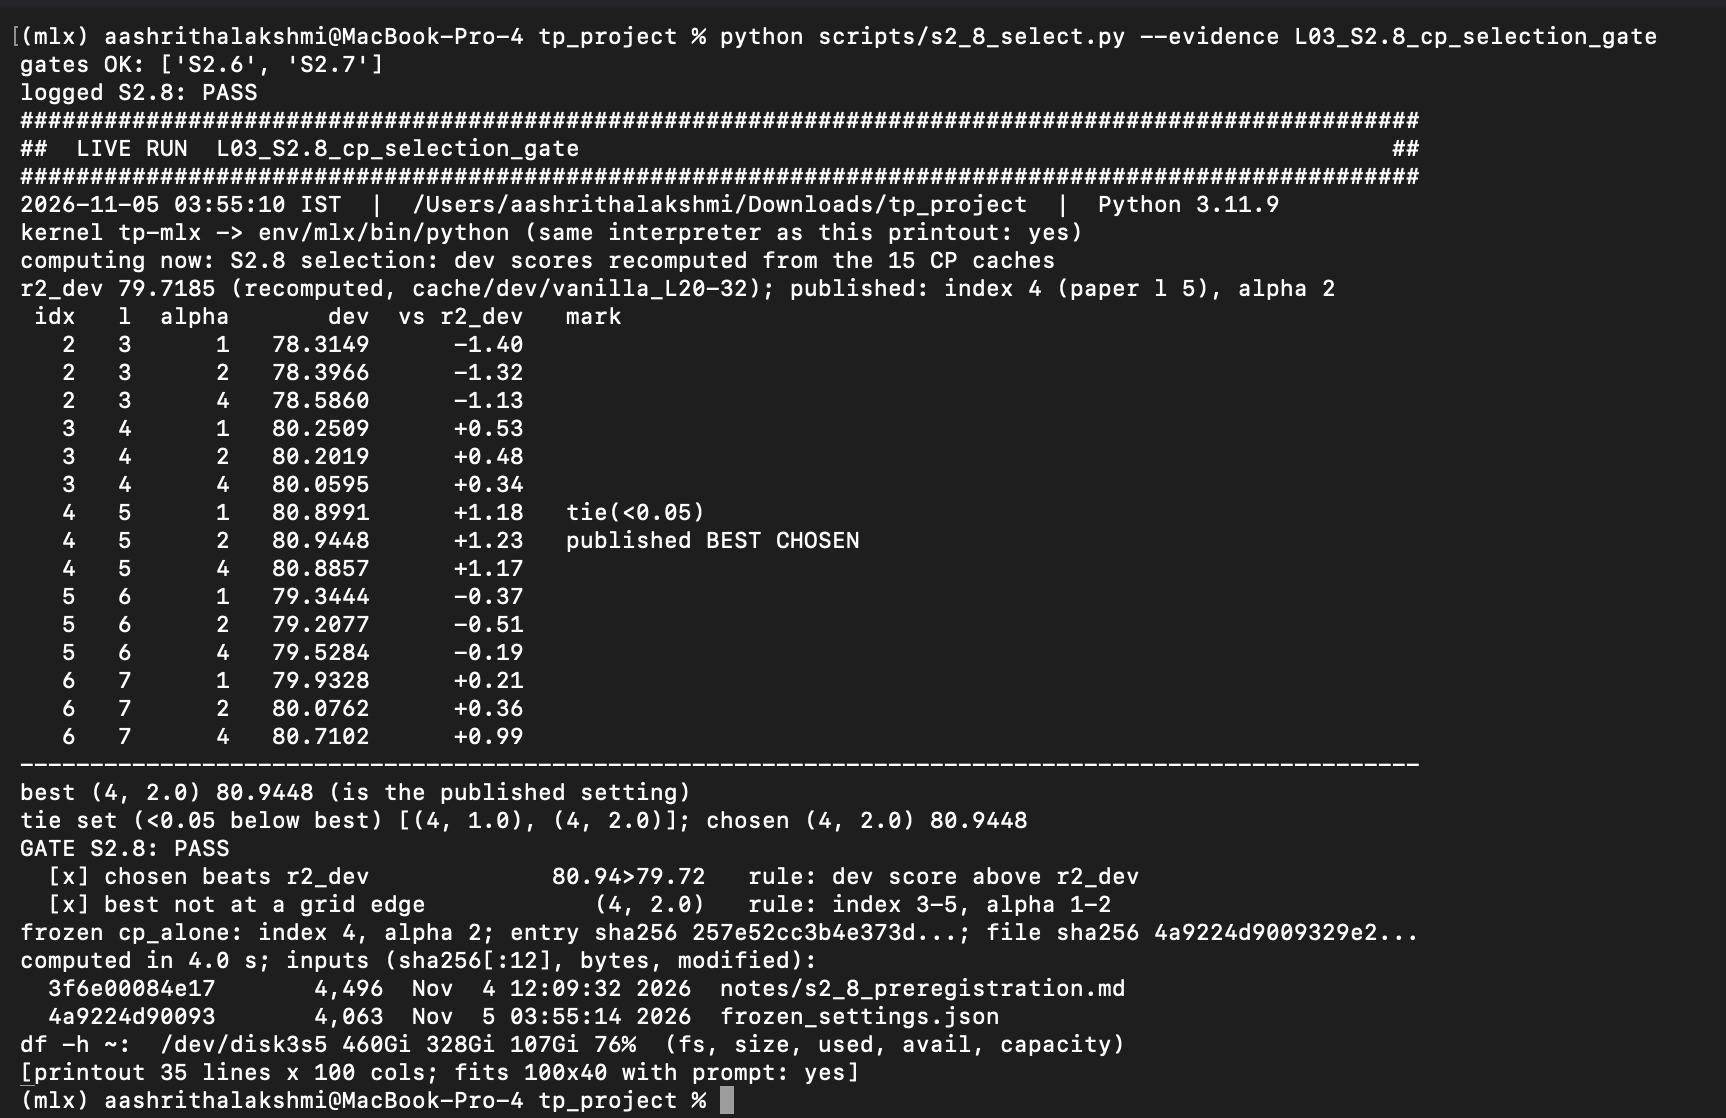 [(mlx) aashrithalakshmi@MacBook-Pro-4 tp_project % python scripts/s2_8_select.py --evidence L03_S2.8_cp_selection_gate
gates OK: ['S2.6', 'S2.7']
logged S2.8: PASS
####################################################################################################
##  LIVE RUN  L03_S2.8_cp_selection_gate                                                          ##
####################################################################################################
2026-11-05 03:55:10 IST  |  /Users/aashrithalakshmi/Downloads/tp_project  |  Python 3.11.9
kernel tp-mlx -> env/mlx/bin/python (same interpreter as this printout: yes)
computing now: S2.8 selection: dev scores recomputed from the 15 CP caches
r2_dev 79.7185 (recomputed, cache/dev/vanilla_L20-32); published: index 4 (paper l 5), alpha 2
 idx   l  alpha       dev  vs r2_dev   mark
   2   3      1   78.3149      -1.40
   2   3      2   78.3966      -1.32
   2   3      4   78.5860      -1.13
   3   4      1   80.2509      +0.53
   3   4      2   80.2019      +0.48
   3   4      4   80.0595      +0.34
   4   5      1   80.8991      +1.18   tie(<0.05)
   4   5      2   80.9448      +1.23   published BEST CHOSEN
   4   5      4   80.8857      +1.17
   5   6      1   79.3444      -0.37
   5   6      2   79.2077      -0.51
   5   6      4   79.5284      -0.19
   6   7      1   79.9328      +0.21
   6   7      2   80.0762      +0.36
   6   7      4   80.7102      +0.99
----------------------------------------------------------------------------------------------------
best (4, 2.0) 80.9448 (is the published setting)
tie set (<0.05 below best) [(4, 1.0), (4, 2.0)]; chosen (4, 2.0) 80.9448
GATE S2.8: PASS
  [x] chosen beats r2_dev             80.94>79.72   rule: dev score above r2_dev
  [x] best not at a grid edge            (4, 2.0)   rule: index 3-5, alpha 1-2
frozen cp_alone: index 4, alpha 2; entry sha256 257e52cc3b4e373d...; file sha256 4a9224d9009329e2...
computed in 4.0 s; inputs (sha256[:12], bytes, modified):
  3f6e00084e17       4,496  Nov  4 12:09:32 2026  notes/s2_8_preregistration.md
  4a9224d90093       4,063  Nov  5 03:55:14 2026  frozen_settings.json
df -h ~:  /dev/disk3s5 460Gi 328Gi 107Gi 76%  (fs, size, used, avail, capacity)
[printout 35 lines x 100 cols; fits 100x40 with prompt: yes]
(mlx) aashrithalakshmi@MacBook-Pro-4 tp_project %